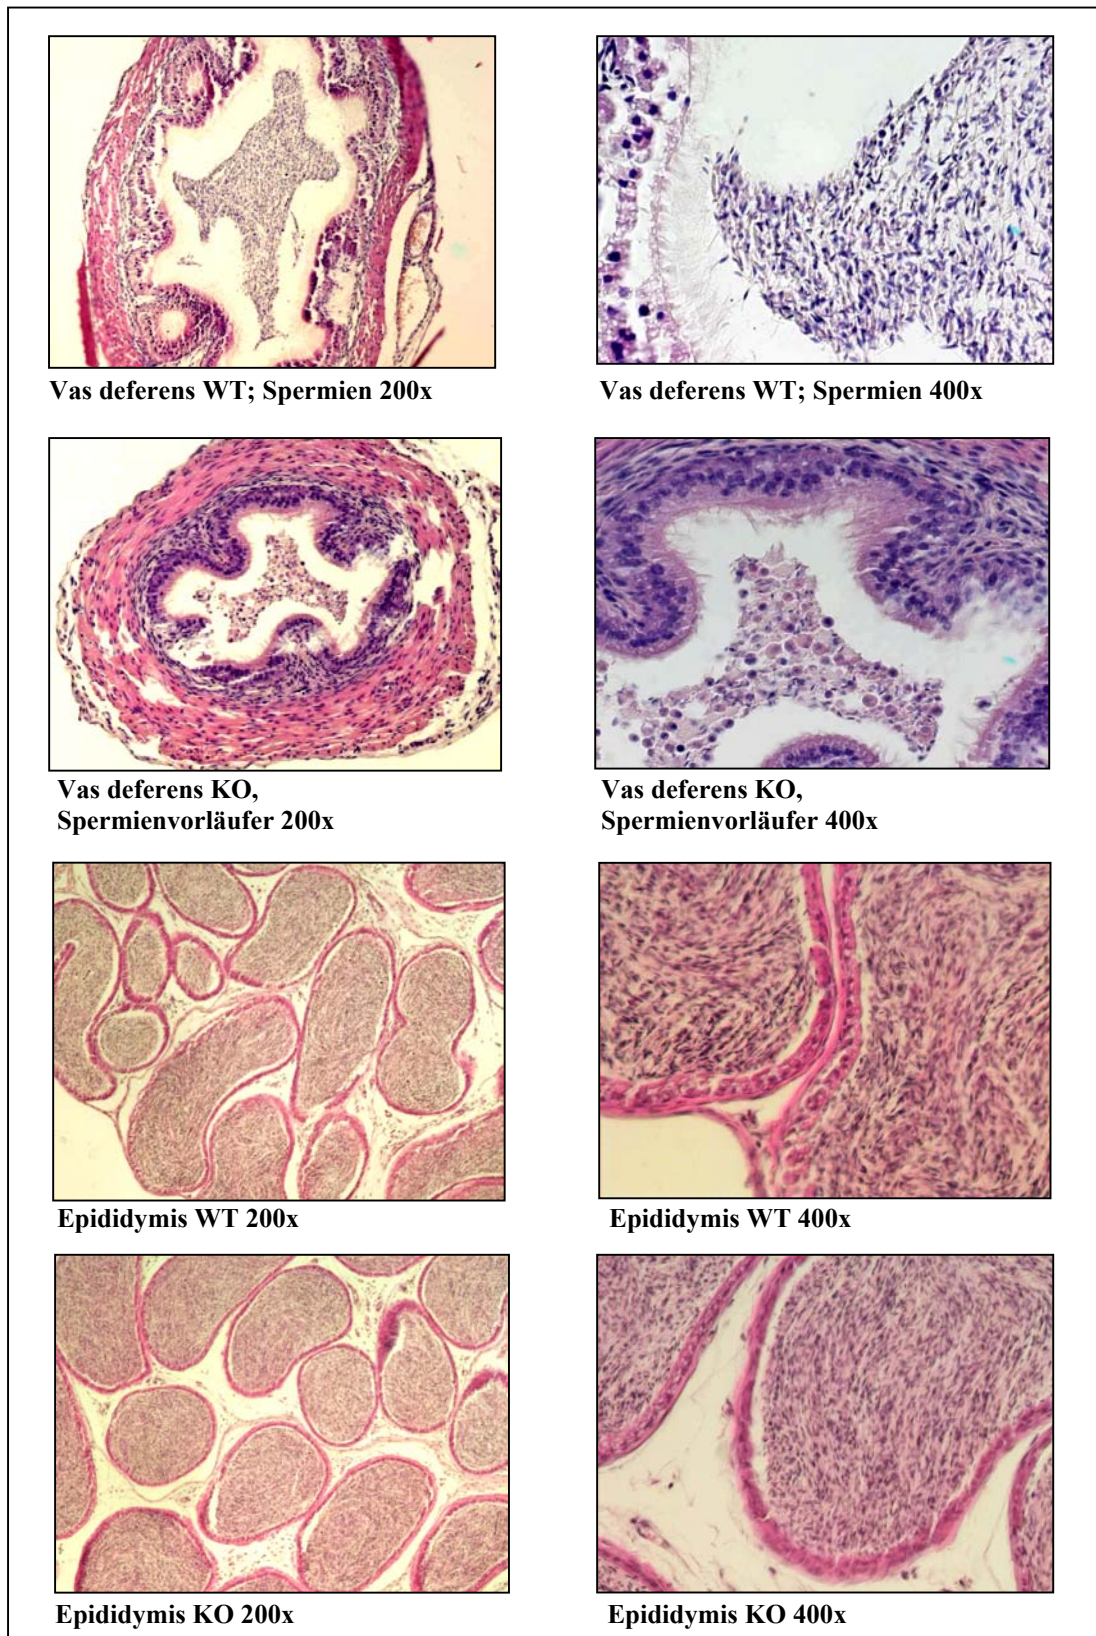 Vas deferens WT; Spermien 200x
Vas deferens WT; Spermien 400x
Vas deferens KO,
Spermienvorläufer 200x
Vas deferens KO,
Spermienvorläufer 400x
Epididymis WT 200x
Epididymis WT 400x
Epididymis KO 200x
Epididymis KO 400x